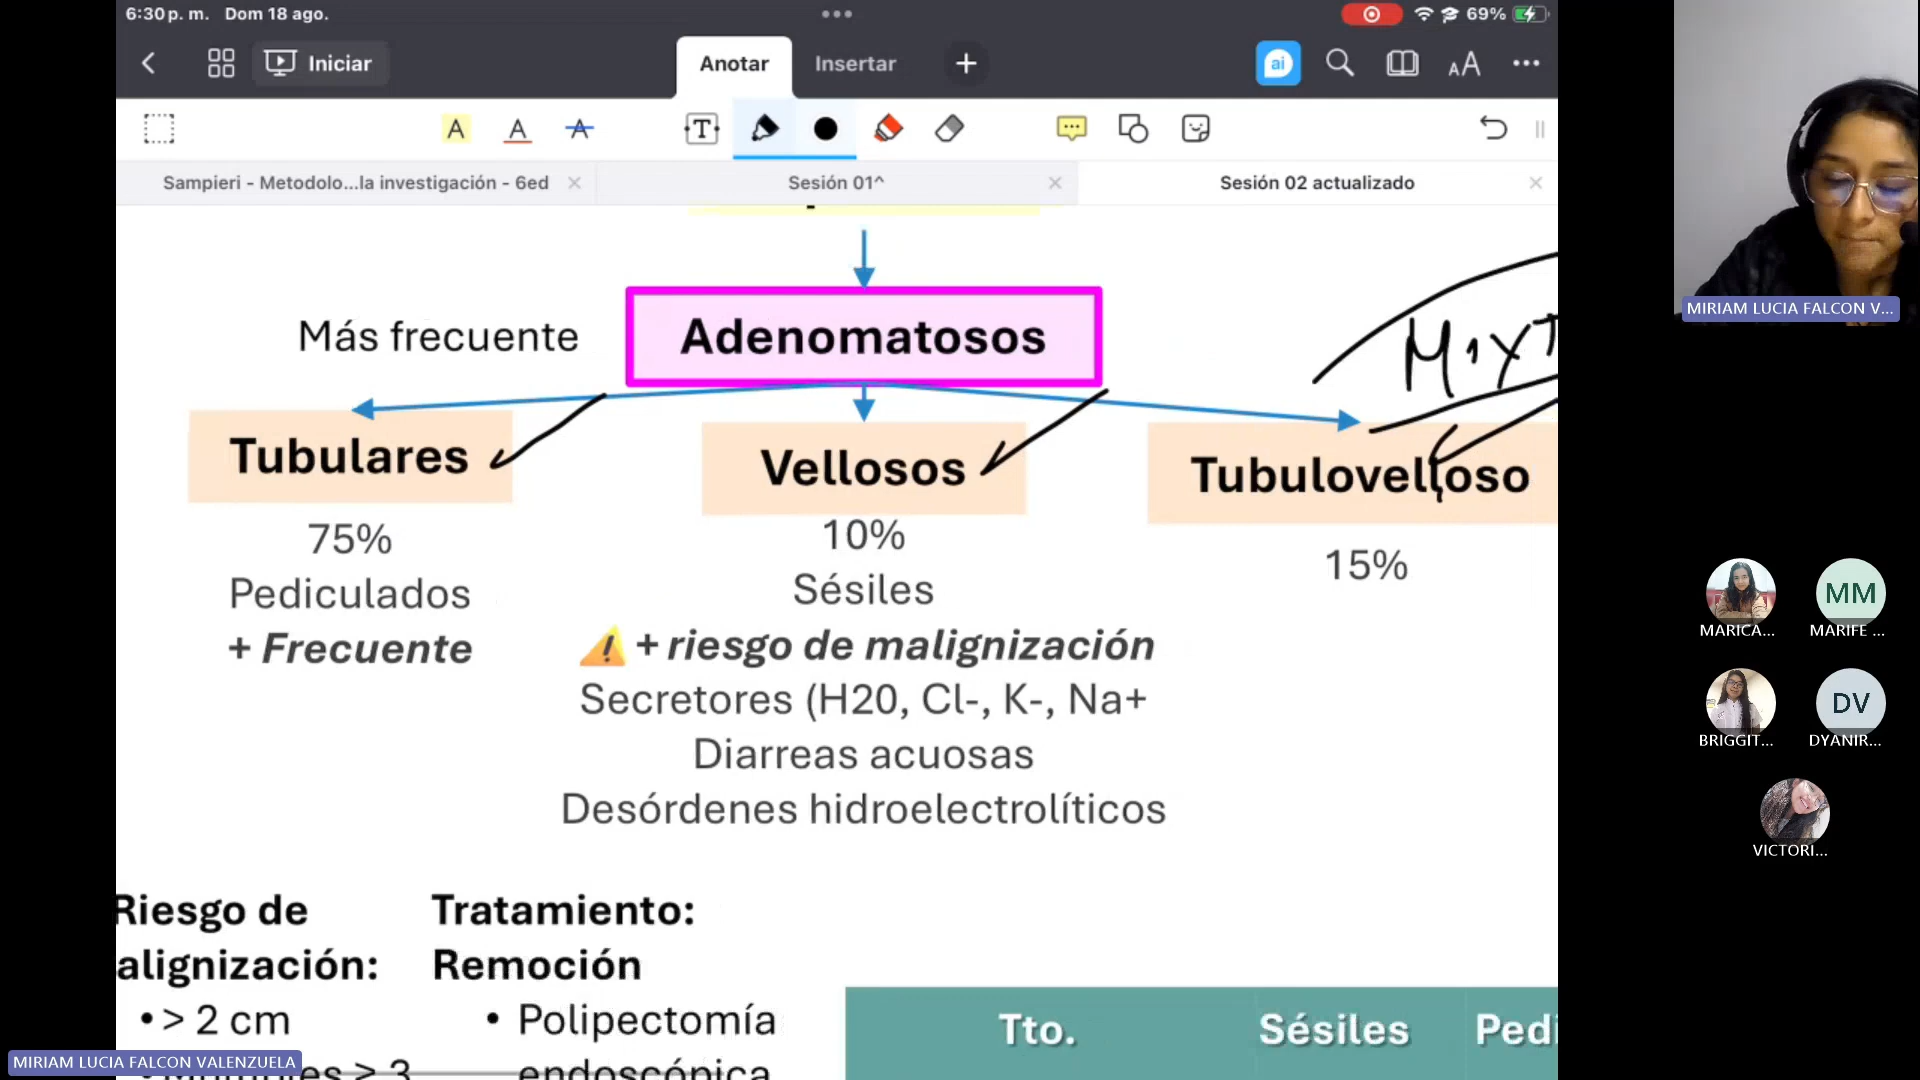 6:30 p. m. Dom 18 ago.
69%
Iniciar
Anotar
Insertar
ai
AA
A A A
T
Sampieri - Metodolo...la investigación - 6ed
Sesión 01^
Sesión 02 actualizado
Más frecuente
Adenomatosos
MIXT
Tubulares
Vellosos
Tubulovelloso
75%
10%
15%
Pediculados
Sésiles
+ Frecuente
+ riesgo de malignización
Secretores (H20, Cl-, K-, Na+
Diarreas acuosas
Desórdenes hidroelectrolíticos
Riesgo de
alignización:
• > 2 cm
Tratamiento:
Remoción
• Polipectomía
endoscópica
Tto.
Sésiles
Pedi
MIRIAM LUCIA FALCON VALENZUELA
MIRIAM LUCIA FALCON V...
MARICA...
MM
MARIFE ...
BRIGGIT...
DV
DYANIR...
VICTORI...